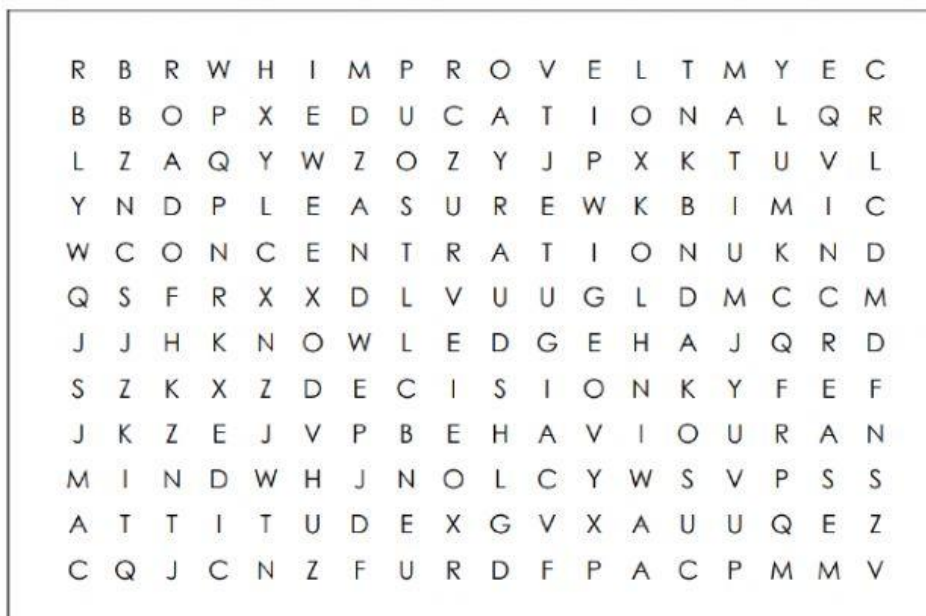 R B R W H I M P R O V E L T M Y E C
B B O P X E D U C A T I O N A L Q R
L Z A Q Y W Z O Z Y J P X K T U V L
Y N D P L E A S U R E W K B I M I C
W C O N C E N T R A T I O N U K N D
Q S F R X X D L V U U G L D M C C M
J J H K N O W L E D G E H A J Q R D
S Z K X Z D E C I S I O N K Y F E F
J K Z E J V P B E H A V I O U R A N
M I N D W H J N O L C Y W S V P S S
A T T I T U D E X G V X A U U Q E Z
C Q J C N Z F U R D F P A C P M M V